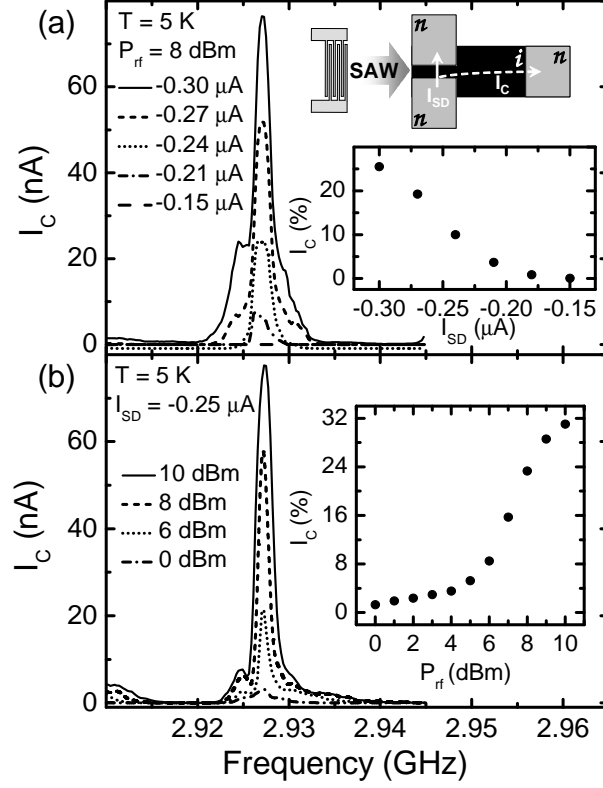 (a)
T = 5 K
P_rf = 8 dBm
-0.30 μA
-0.27 μA
-0.24 μA
-0.21 μA
-0.15 μA
I_C (nA)
60
40
20
0
SAW
n
n
i
n
I_SD
I_C
I_C (%)
20
10
0
-0.30 -0.25 -0.20 -0.15
I_SD (μA)
(b)
T = 5 K
I_SD = -0.25 μA
10 dBm
8 dBm
6 dBm
0 dBm
I_C (nA)
60
40
20
0
I_C (%)
32
24
16
8
0
0 2 4 6 8 10
P_rf (dBm)
2.92 2.93 2.94 2.95 2.96
Frequency (GHz)